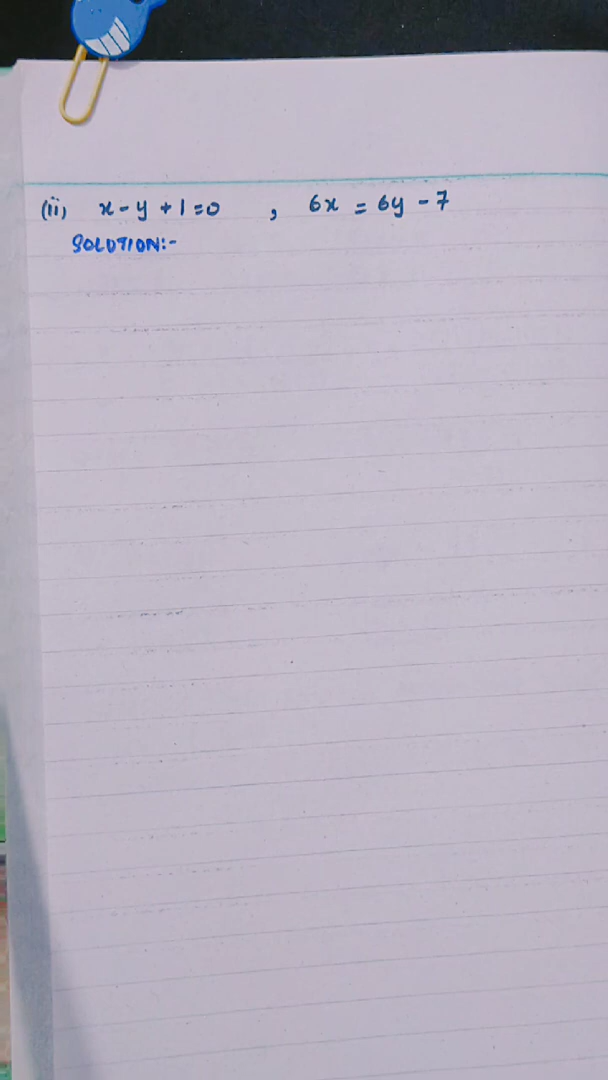 (ii) x - y + 1 = 0 , 6x = 6y - 7
SOLUTION:-